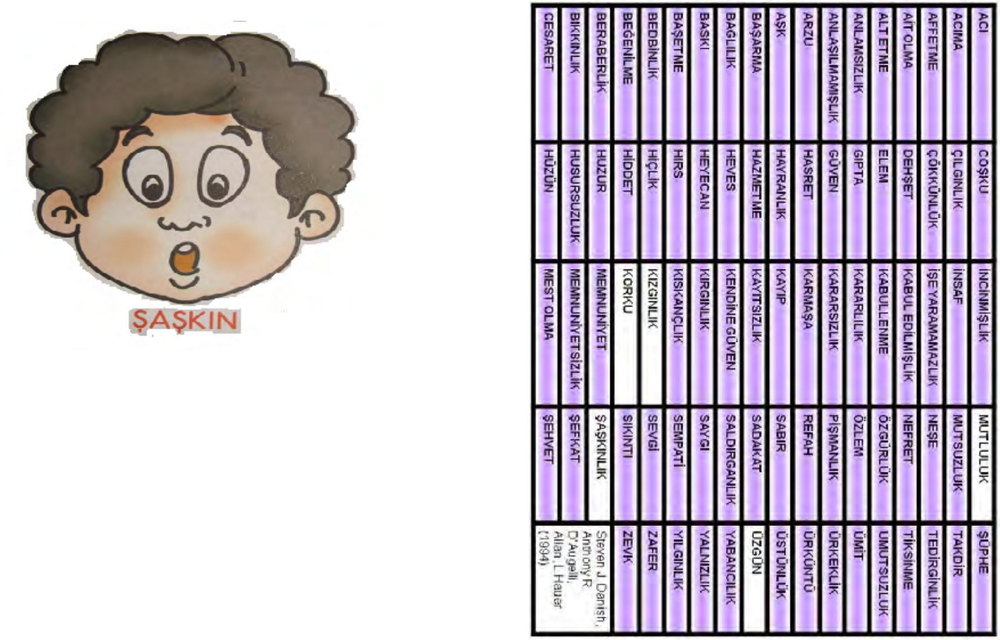 ŞAŞKIN
ACI
COŞKU
İNCİNMİŞLİK
MUTLULUK
ŞÜPHE
ACIMA
ÇILGINLIK
İNSAF
MUTSUZLUK
TAKDİR
AFFETME
ÇÖKKÜNLÜK
İŞE YARAMAMAZLIK
NEŞE
TEDİRGİNLİK
AİT OLMA
DEHŞET
KABUL EDİLMİŞLİK
NEFRET
TİKSİNME
ALT ETME
ELEM
KABULLENME
ÖZGÜRLÜK
UMUTSUZLUK
ANLAMSIZLIK
GIPTA
KARARLILIK
ÖZLEM
ÜMİT
ANLAŞILMAMIŞLIK
GÜVEN
KARARSIZLIK
PİŞMANLIK
ÜRKEKLİK
ARZU
HASRET
KARMAŞA
REFAH
ÜRKÜNTÜ
AŞK
HAYRANLIK
KAYIP
SABIR
ÜSTÜNLÜK
BAŞARMA
HAZMETME
KAYITSIZLIK
SADAKAT
ÜZGÜN
BAĞLILIK
HEVES
KENDİNE GÜVEN
SALDIRGANLIK
YABANCILIK
BASKI
HEYECAN
KIRGINLIK
SAYGI
YALNIZLIK
BAŞETME
HIRS
KISKANÇLIK
SEMPATİ
YILGINLIK
BEDBİNLİK
HİÇLİK
KIZGINLIK
SEVGİ
ZAFER
BEĞENİLME
HİDDET
KORKU
SIKINTI
ZEVK
BERABERLİK
HUZUR
MEMNUNİYET
ŞAŞKINLIK
BIKKINLIK
HUSURSUZLUK
MEMNUNİYETSİZLİK
ŞEFKAT
CESARET
HÜZÜN
MEST OLMA
ŞEHVET
Steven J. Danish,
Anthony R.
D'Augelli,
Allan L.Hauer
(1994)